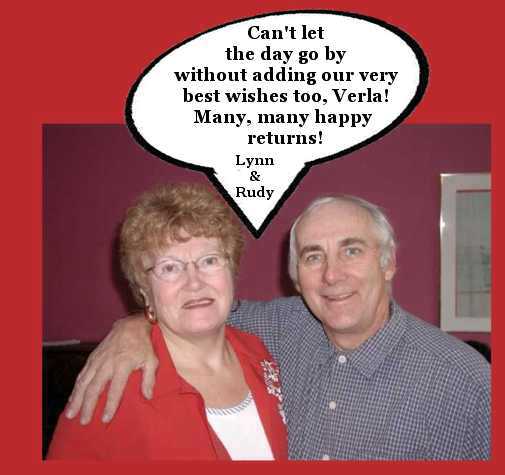 Can't let
the day go by
without adding our very
best wishes too, Verla!
Many, many happy
returns!
Lynn
&
Rudy